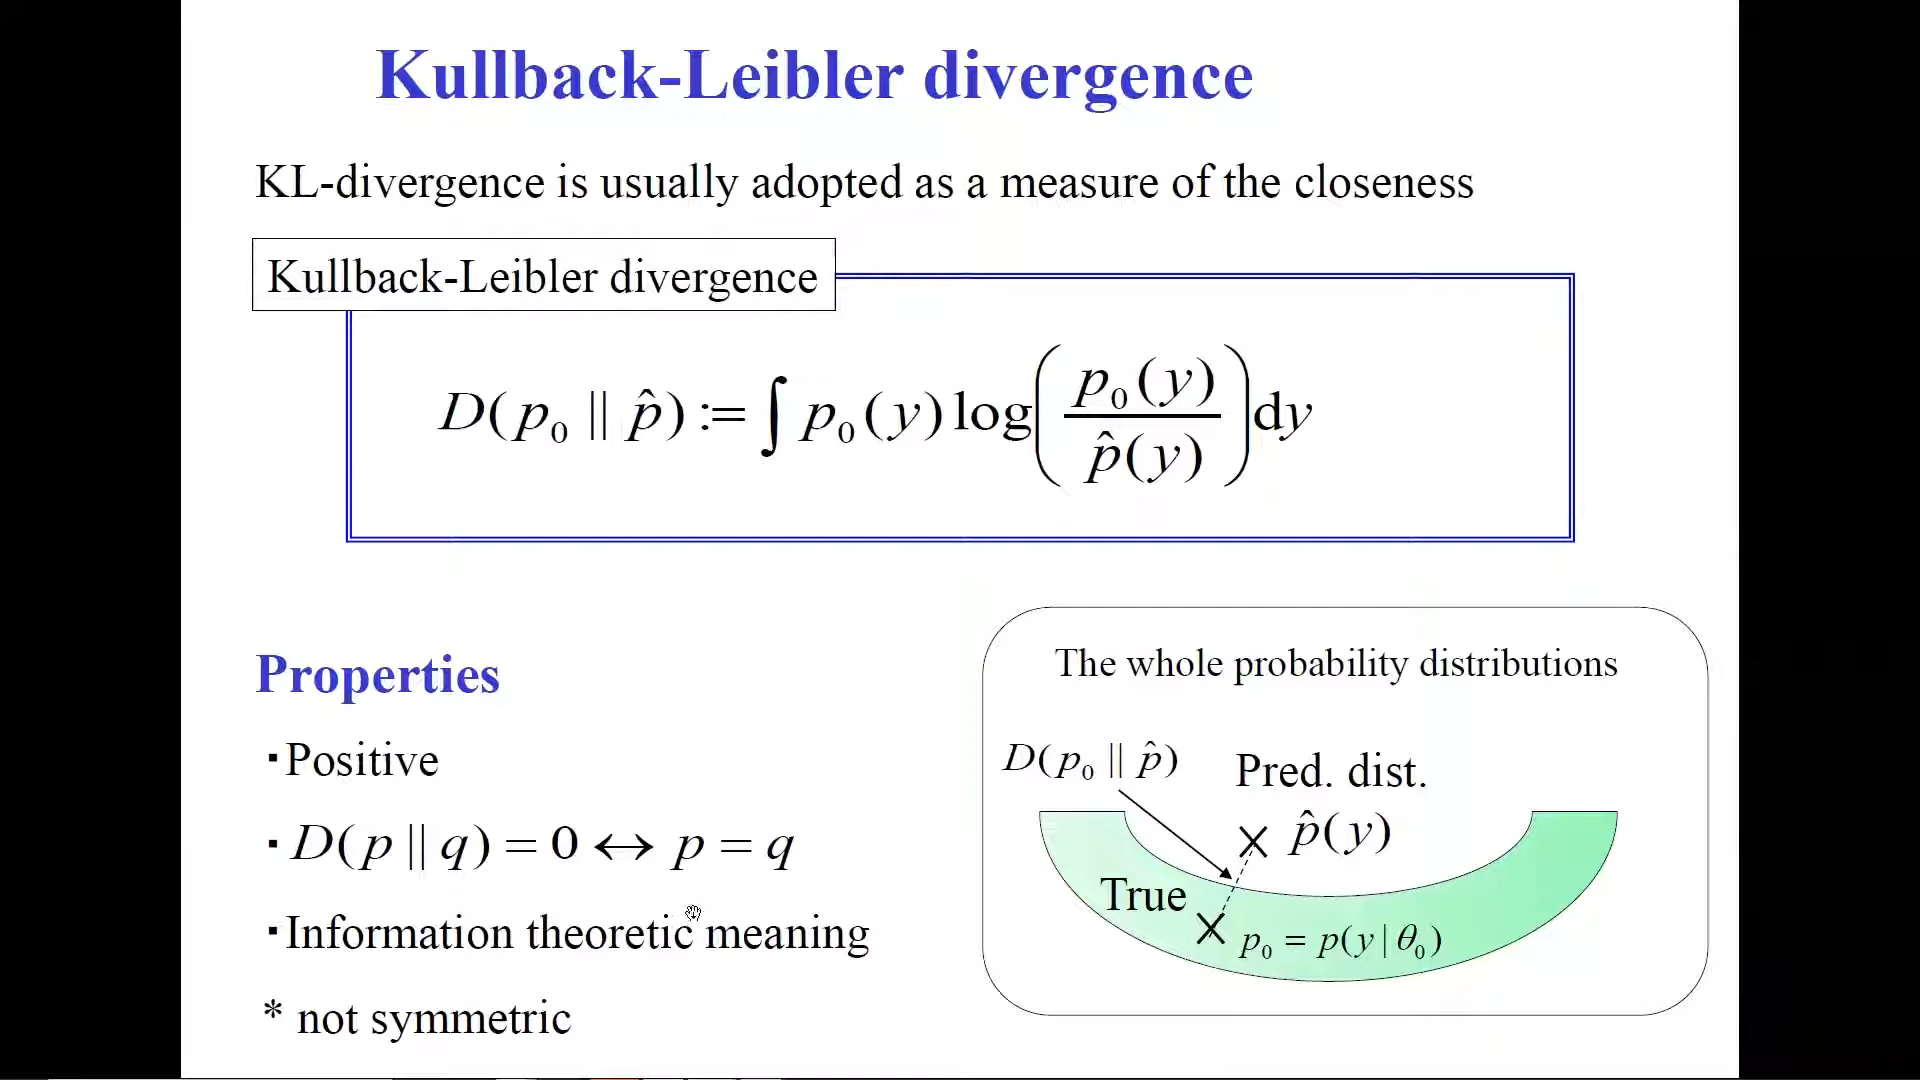 Kullback-Leibler divergence
KL-divergence is usually adopted as a measure of the closeness
Kullback-Leibler divergence
D(p₀ || p̂) := ∫ p₀(y) log( p₀(y) / p̂(y) ) dy
Properties
・Positive
・D(p || q) = 0 ↔ p = q
・Information theoretic meaning
* not symmetric
The whole probability distributions
D(p₀ || p̂)
Pred. dist.
p̂(y)
True
p₀ = p(y | θ₀)